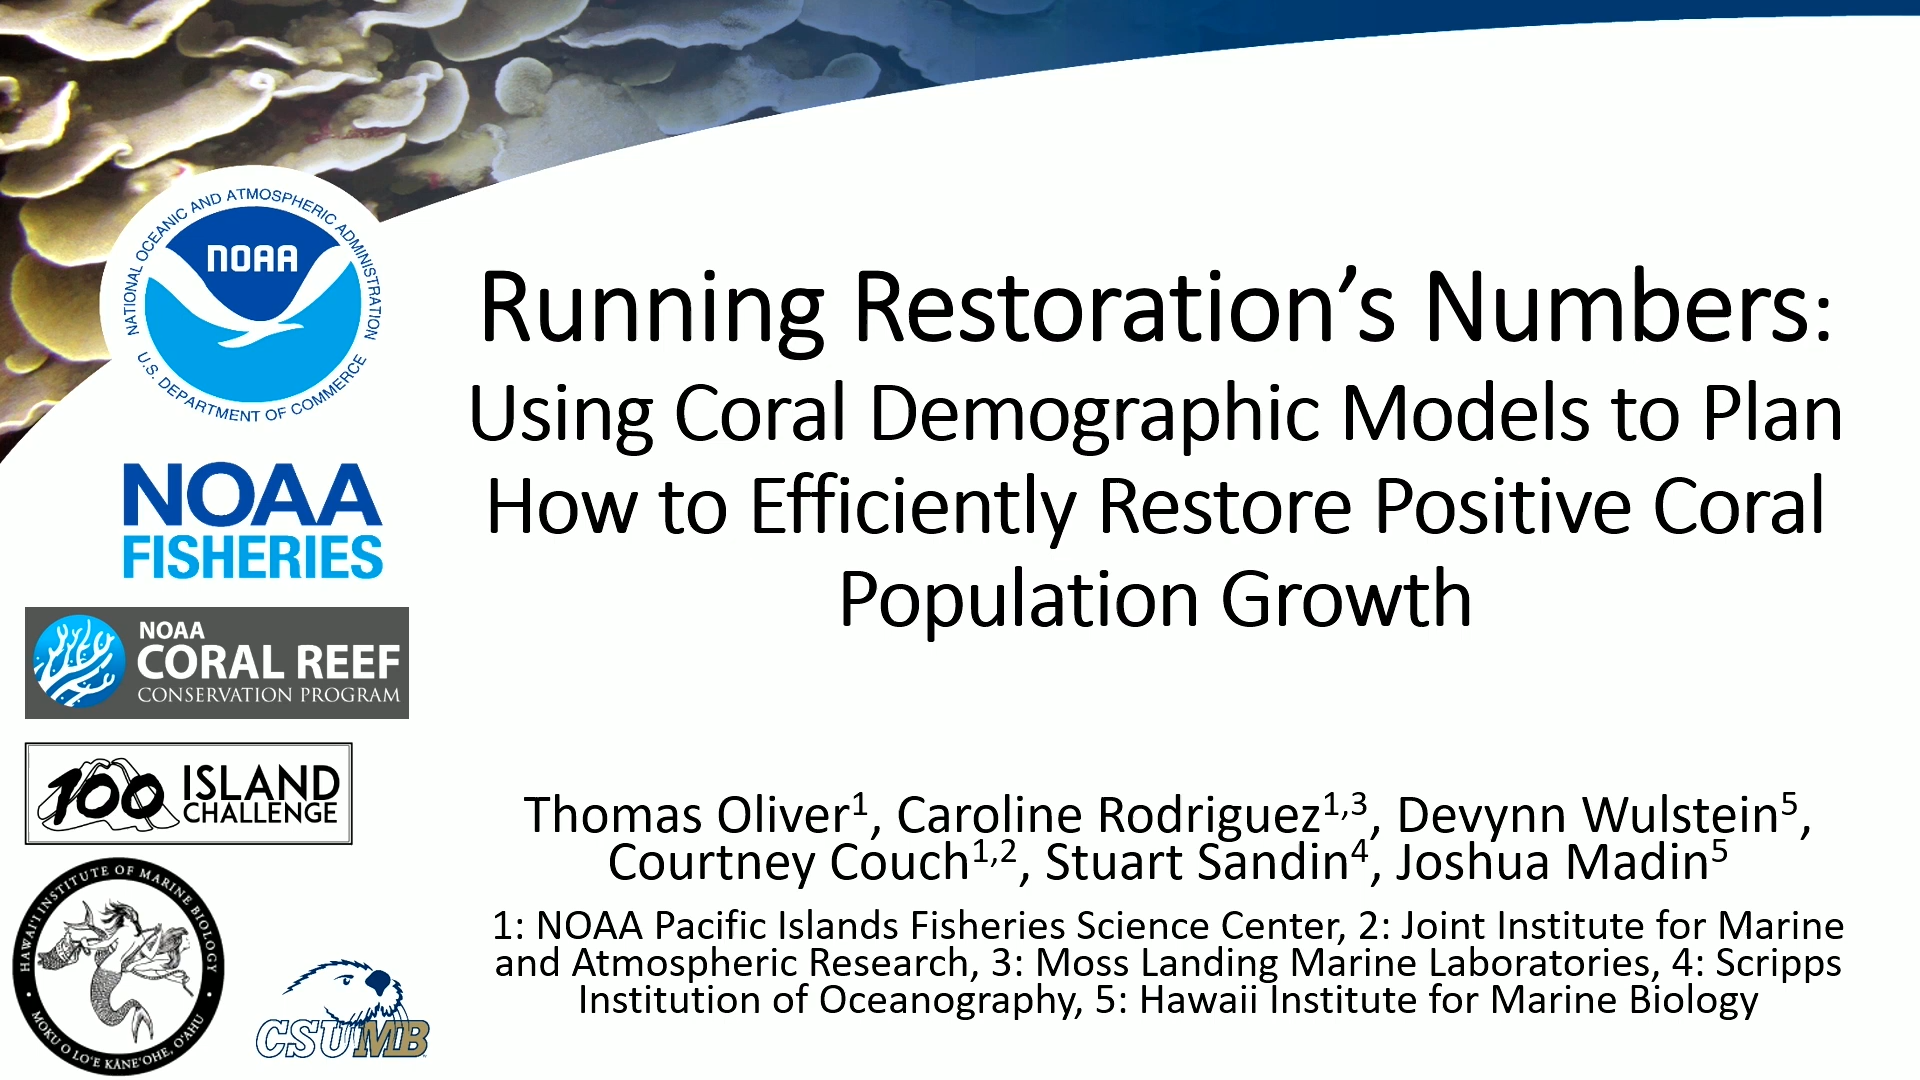 NATIONAL OCEANIC AND ATMOSPHERIC ADMINISTRATION
NOAA
U.S. DEPARTMENT OF COMMERCE
NOAA
FISHERIES
NOAA
CORAL REEF
CONSERVATION PROGRAM
100 ISLAND
CHALLENGE
HAWAI'I INSTITUTE OF MARINE BIOLOGY
MOKU O LO'E KĀNE'OHE, O'AHU
CSUMB
Running Restoration’s Numbers:
Using Coral Demographic Models to Plan
How to Efficiently Restore Positive Coral
Population Growth
Thomas Oliver¹, Caroline Rodriguez¹,³, Devynn Wulstein⁵,
Courtney Couch¹,², Stuart Sandin⁴, Joshua Madin⁵
1: NOAA Pacific Islands Fisheries Science Center, 2: Joint Institute for Marine
and Atmospheric Research, 3: Moss Landing Marine Laboratories, 4: Scripps
Institution of Oceanography, 5: Hawaii Institute for Marine Biology